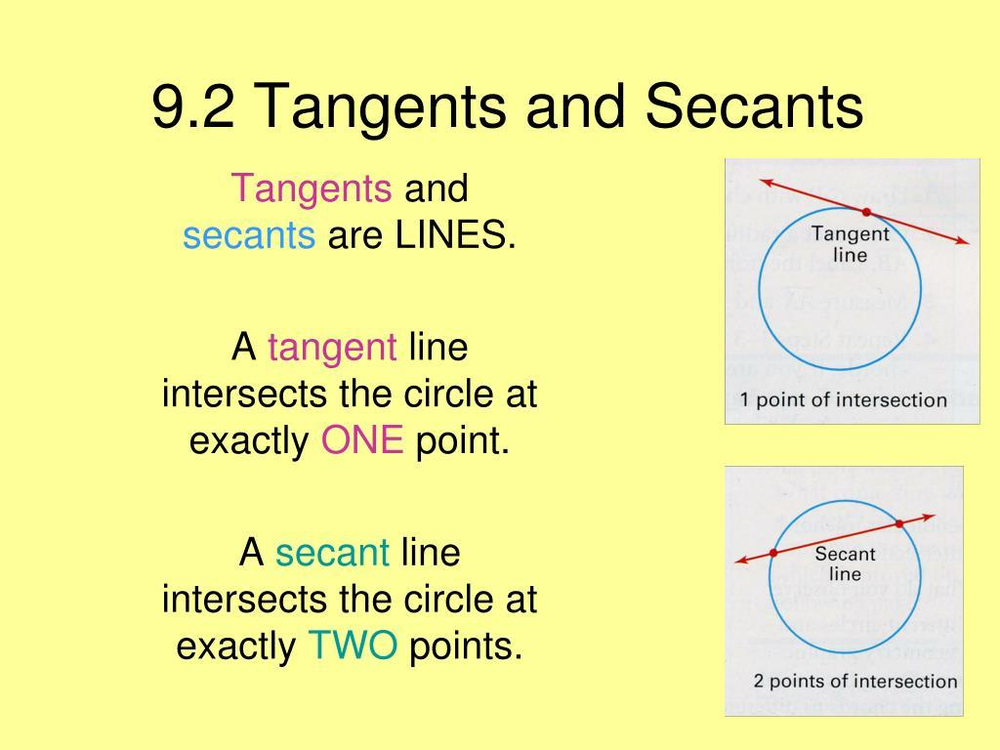 9.2 Tangents and Secants
Tangents and
secants are LINES.
A tangent line
intersects the circle at
exactly ONE point.
A secant line
intersects the circle at
exactly TWO points.
Tangent
line
1 point of intersection
Secant
line
2 points of intersection